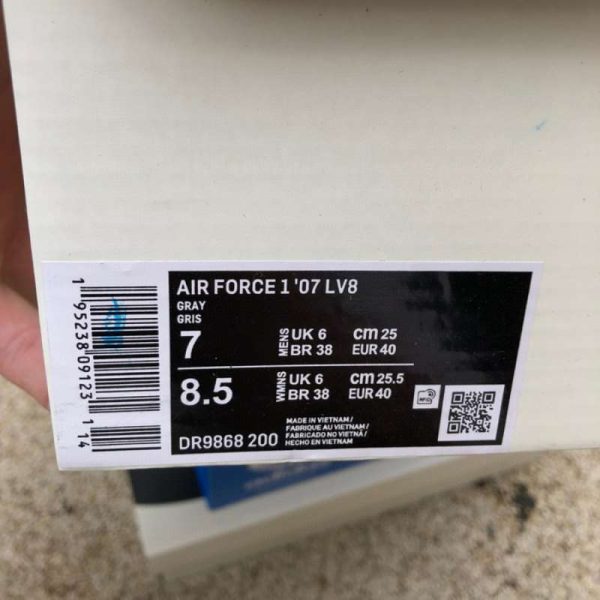 AIR FORCE 1 '07 LV8
GRAY
GRIS
7
MENS
UK 6
cm 25
BR 38
EUR 40
8.5
WMNS
UK 6
cm 25.5
BR 38
EUR 40
DR9868 200
MADE IN VIETNAM /
FABRIQUE AU VIETNAM /
FABRICADO NO VIETNÃ /
HECHO EN VIETNAM
1 95238 09123 1 14